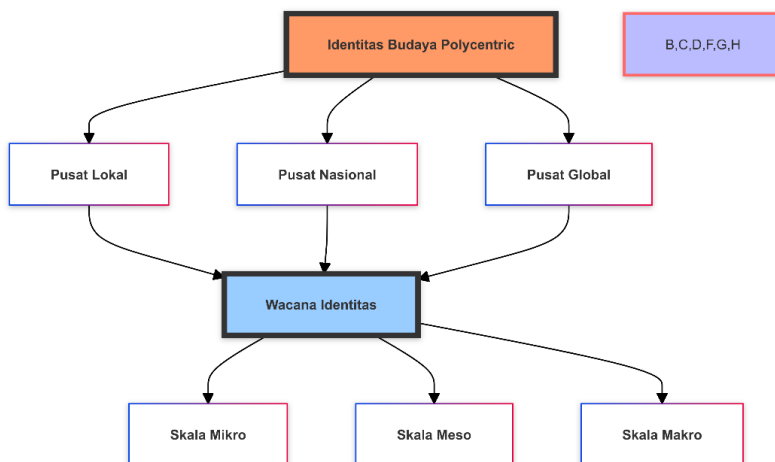 Identitas Budaya Polycentric
B,C,D,F,G,H
Pusat Lokal
Pusat Nasional
Pusat Global
Wacana Identitas
Skala Mikro
Skala Meso
Skala Makro